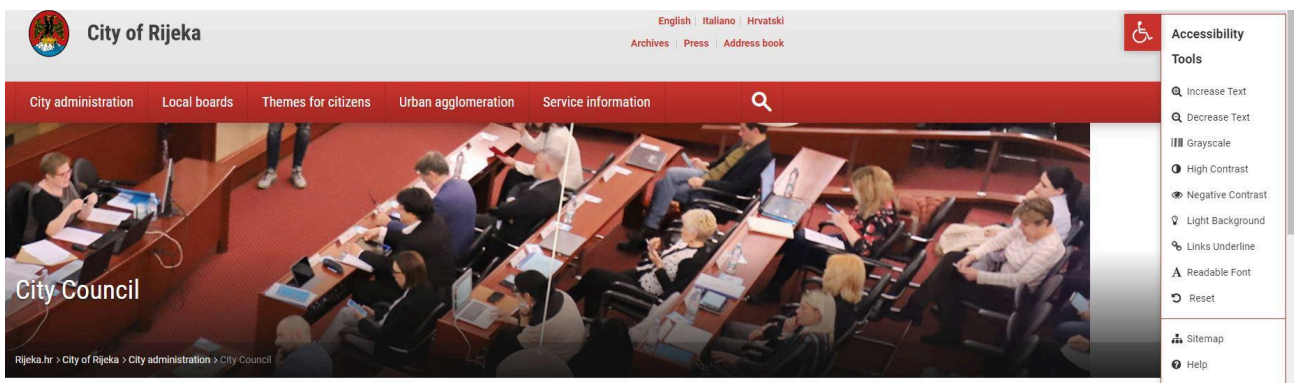 City of Rijeka
English | Italiano | Hrvatski
Archives | Press | Address book
City administration Local boards Themes for citizens Urban agglomeration Service information
City Council
Rijeka.hr > City of Rijeka > City administration > City Council
Accessibility
Tools
Increase Text
Decrease Text
Grayscale
High Contrast
Negative Contrast
Light Background
Links Underline
Readable Font
Reset
Sitemap
Help